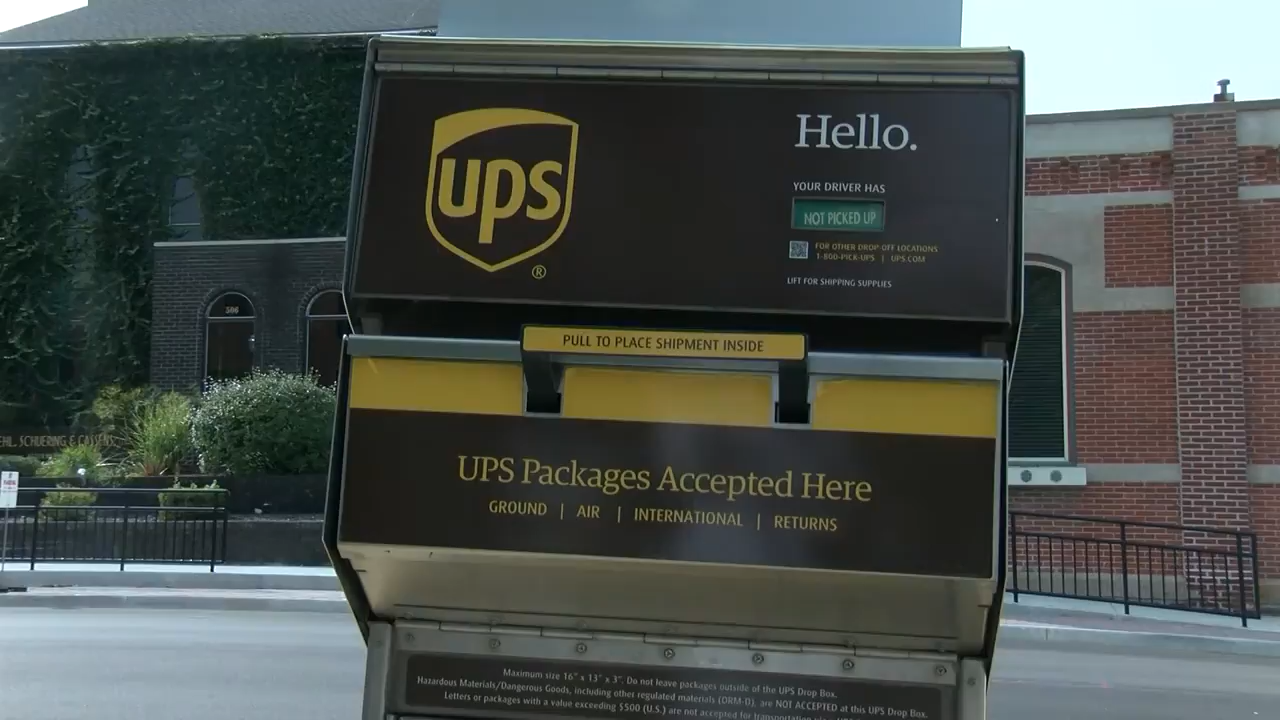 ups
®
Hello.
YOUR DRIVER HAS
NOT PICKED UP
FOR OTHER DROP-OFF LOCATIONS
1-800-PICK-UPS | UPS.COM
LIFT FOR SHIPPING SUPPLIES
PULL TO PLACE SHIPMENT INSIDE
UPS Packages Accepted Here
GROUND | AIR | INTERNATIONAL | RETURNS
Maximum size 16" x 13" x 3". Do not leave packages outside of the UPS Drop Box.
Hazardous Materials/Dangerous Goods, including other regulated materials (ORM-D), are NOT ACCEPTED at this UPS Drop Box.
Letters or packages with a value exceeding $500 (U.S.) are not accepted for transportation
506
SCHUERING & CASSENS